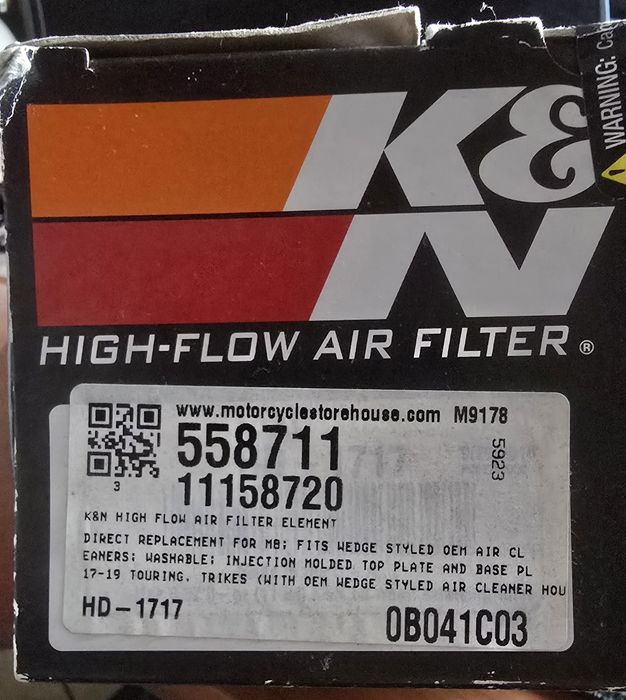 K&N
HIGH-FLOW AIR FILTER®
WARNING: Ca
www.motorcyclestorehouse.com M9178
558711
5923
11158720
3
K&N HIGH FLOW AIR FILTER ELEMENT
DIRECT REPLACEMENT FOR M8; FITS WEDGE STYLED OEM AIR CL
EANERS; WASHABLE; INJECTION MOLDED TOP PLATE AND BASE PL
17-19 TOURING, TRIKES (WITH OEM WEDGE STYLED AIR CLEANER HOU
HD-1717
0B041C03